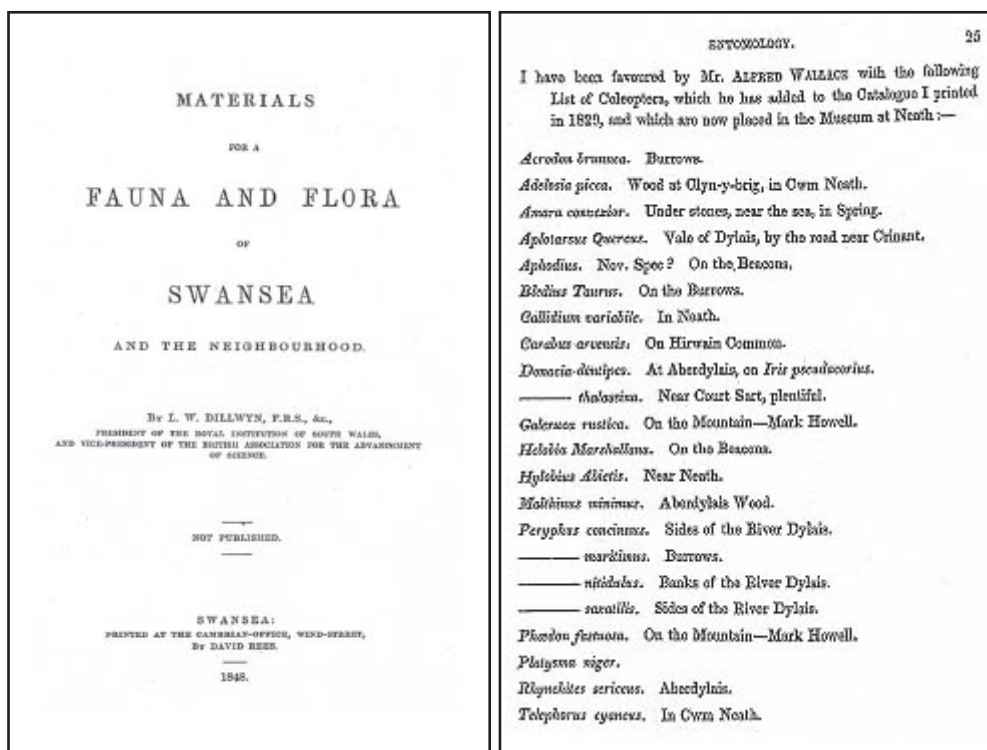 MATERIALS
FOR A
FAUNA AND FLORA
OF
SWANSEA
AND THE NEIGHBOURHOOD.
BY L. W. DILLWYN, F.R.S., &c.,
PRESIDENT OF THE ROYAL INSTITUTION OF SOUTH WALES,
AND VICE-PRESIDENT OF THE BRITISH ASSOCIATION FOR THE ADVANCEMENT
OF SCIENCE.
NOT PUBLISHED.
SWANSEA:
PRINTED AT THE CAMBRIAN-OFFICE, WIND-STREET,
BY DAVID REES.
1848.
ENTOMOLOGY. 25
I have been favoured by Mr. ALFRED WALLACE with the following
List of Coleoptera, which he has added to the Catalogue I printed
in 1829, and which are now placed in the Museum at Neath:—
Acrodon brunnea. Burrows.
Adelosia picea. Wood at Glyn-y-brig, in Cwm Neath.
Amara convexior. Under stones, near the sea, in Spring.
Aplotarsus Quercus. Vale of Dylais, by the road near Crinant.
Aphodius. Nov. Spec? On the Beacons.
Bledius Taurus. On the Burrows.
Callidium variabile. In Neath.
Carabus arvensis. On Hirwain Common.
Donacia dentipes. At Aberdylais, on Iris pseudacorius.
——— thalassina. Near Court Sart, plentiful.
Galeruca rustica. On the Mountain—Mark Howell.
Helobia Marshallana. On the Beacons.
Hylobius Abietis. Near Neath.
Malthinus minimus. Aberdylais Wood.
Peryphus concinnus. Sides of the River Dylais.
——— maritimus. Burrows.
——— nitidulus. Banks of the River Dylais.
——— saxatilis. Sides of the River Dylais.
Phædon fastuosa. On the Mountain—Mark Howell.
Platysma niger.
Rhynchites sericeus. Aberdylais.
Telephorus cyaneus. In Cwm Neath.